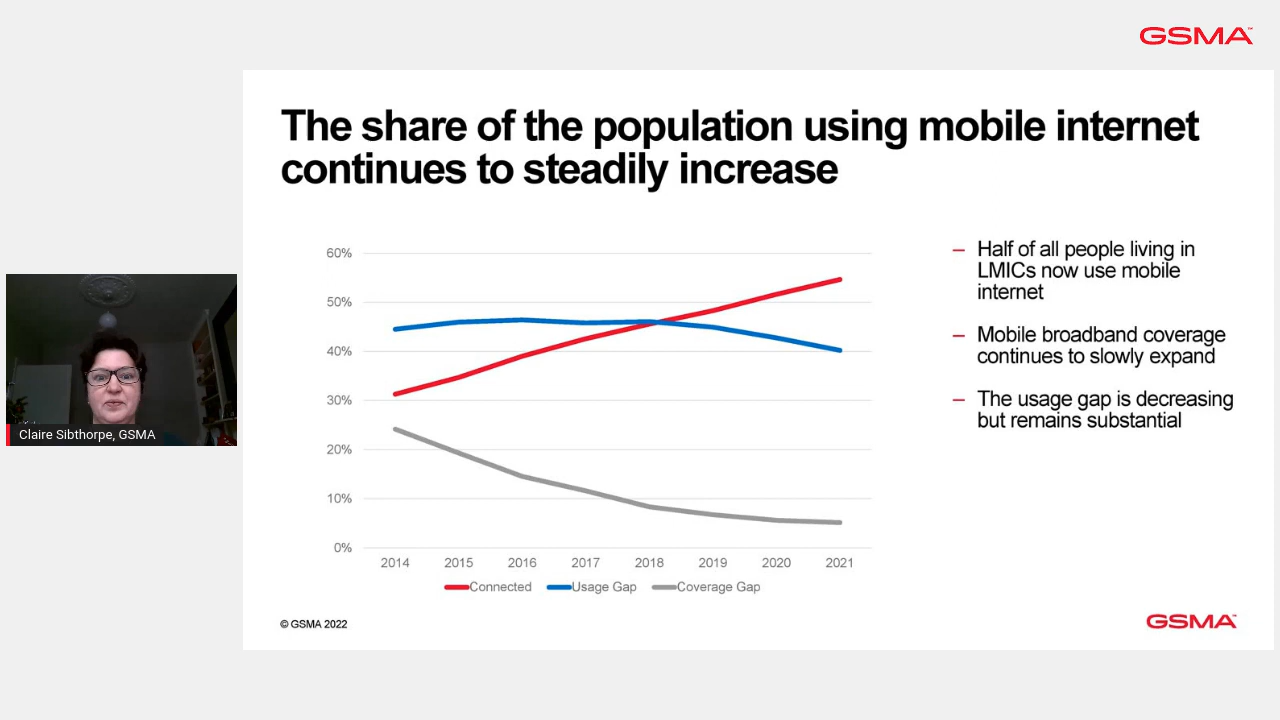 GSMA™
The share of the population using mobile internet
continues to steadily increase
60%
50%
40%
30%
20%
10%
0%
2014 2015 2016 2017 2018 2019 2020 2021
Connected Usage Gap Coverage Gap
– Half of all people living in
LMICs now use mobile
internet
– Mobile broadband coverage
continues to slowly expand
– The usage gap is decreasing
but remains substantial
Claire Sibthorpe, GSMA
© GSMA 2022
GSMA™